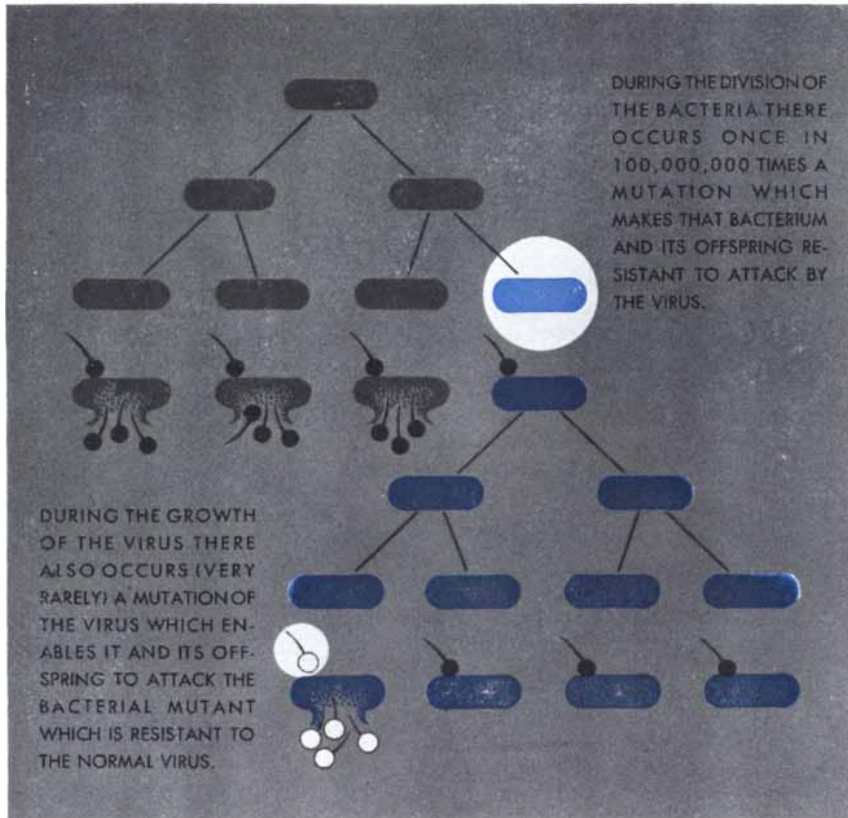 DURING THE DIVISION OF
THE BACTERIA THERE
OCCURS ONCE IN
100,000,000 TIMES A
MUTATION WHICH
MAKES THAT BACTERIUM
AND ITS OFFSPRING RE-
SISTANT TO ATTACK BY
THE VIRUS.
DURING THE GROWTH
OF THE VIRUS THERE
ALSO OCCURS (VERY
RARELY) A MUTATION OF
THE VIRUS WHICH EN-
ABLES IT AND ITS OFF-
SPRING TO ATTACK THE
BACTERIAL MUTANT
WHICH IS RESISTANT TO
THE NORMAL VIRUS.